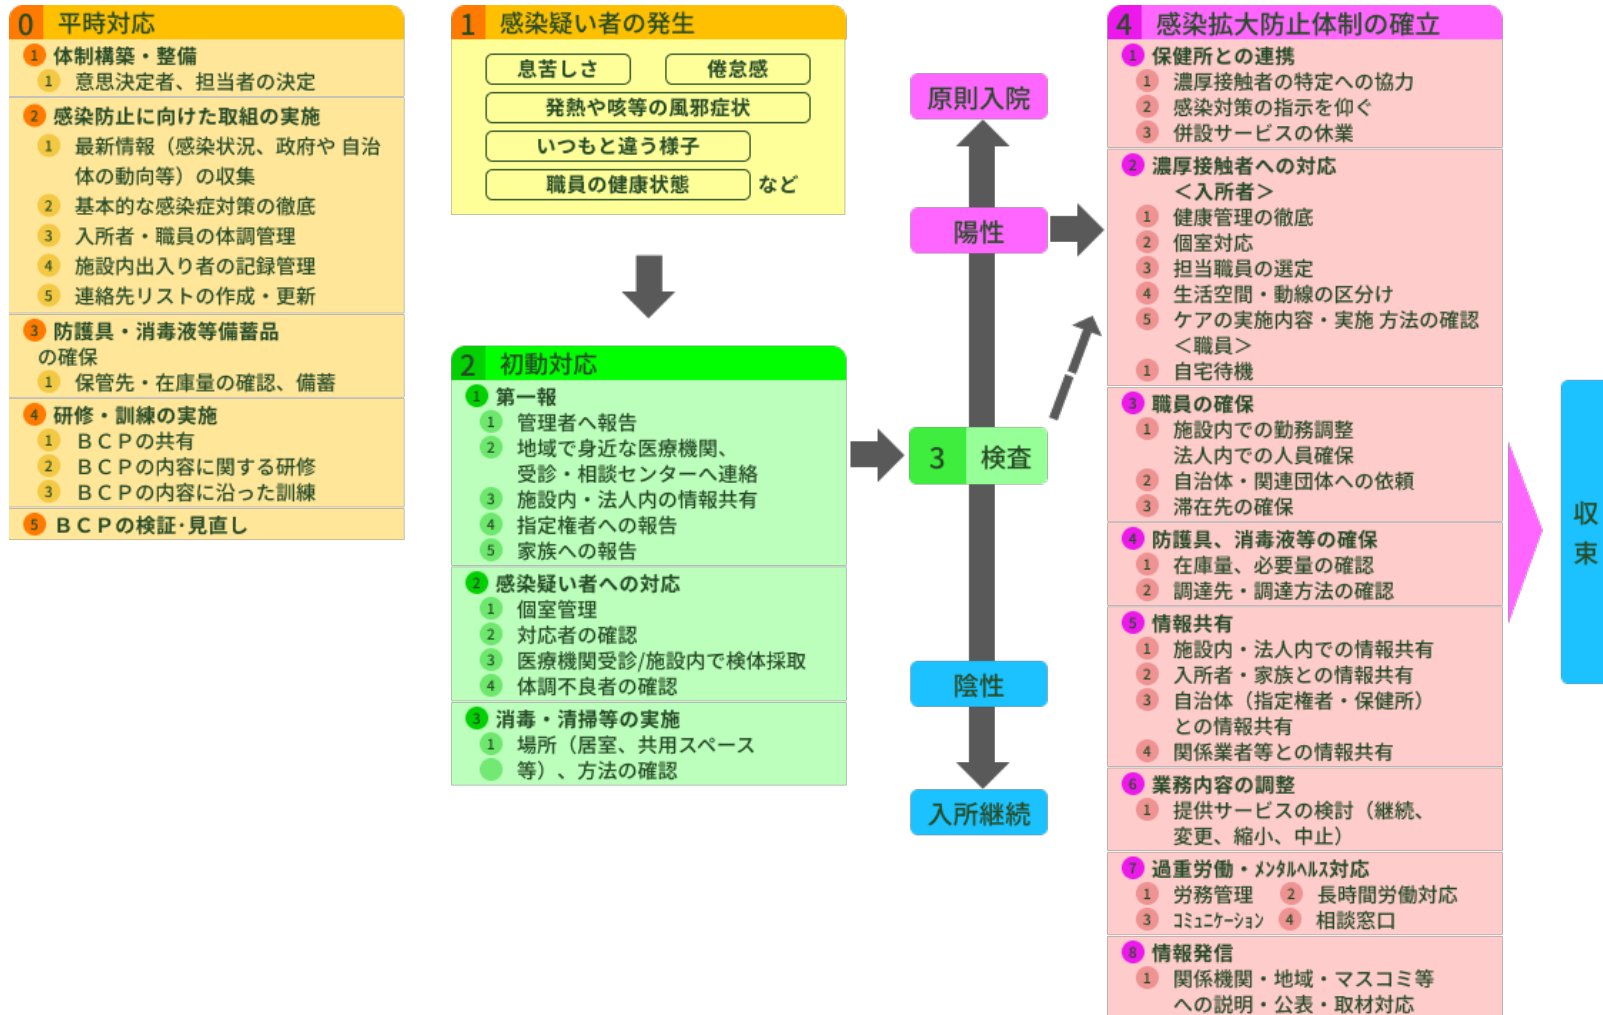 0 平時対応
1 体制構築・整備
1 意思決定者、担当者の決定
2 感染防止に向けた取組の実施
1 最新情報（感染状況、政府や 自治
体の動向等）の収集
2 基本的な感染症対策の徹底
3 入所者・職員の体調管理
4 施設内出入り者の記録管理
5 連絡先リストの作成・更新
3 防護具・消毒液等備蓄品
の確保
1 保管先・在庫量の確認、備蓄
4 研修・訓練の実施
1 ＢＣＰの共有
2 ＢＣＰの内容に関する研修
3 ＢＣＰの内容に沿った訓練
5 ＢＣＰの検証･見直し
1 感染疑い者の発生
息苦しさ
倦怠感
発熱や咳等の風邪症状
いつもと違う様子
職員の健康状態 など
2 初動対応
1 第一報
1 管理者へ報告
2 地域で身近な医療機関、
受診・相談センターへ連絡
3 施設内・法人内の情報共有
4 指定権者への報告
5 家族への報告
2 感染疑い者への対応
1 個室管理
2 対応者の確認
3 医療機関受診/施設内で検体採取
4 体調不良者の確認
3 消毒・清掃等の実施
1 場所（居室、共用スペース
等）、方法の確認
原則入院
陽性
3 検査
陰性
入所継続
4 感染拡大防止体制の確立
1 保健所との連携
1 濃厚接触者の特定への協力
2 感染対策の指示を仰ぐ
3 併設サービスの休業
2 濃厚接触者への対応
＜入所者＞
1 健康管理の徹底
2 個室対応
3 担当職員の選定
4 生活空間・動線の区分け
5 ケアの実施内容・実施 方法の確認
＜職員＞
1 自宅待機
3 職員の確保
1 施設内での勤務調整
法人内での人員確保
2 自治体・関連団体への依頼
3 滞在先の確保
4 防護具、消毒液等の確保
1 在庫量、必要量の確認
2 調達先・調達方法の確認
5 情報共有
1 施設内・法人内での情報共有
2 入所者・家族との情報共有
3 自治体（指定権者・保健所）
との情報共有
4 関係業者等との情報共有
6 業務内容の調整
1 提供サービスの検討（継続、
変更、縮小、中止）
7 過重労働・ﾒﾝﾀﾙﾍﾙｽ対応
1 労務管理 2 長時間労働対応
3 ｺﾐｭﾆｹｰｼｮﾝ 4 相談窓口
8 情報発信
1 関係機関・地域・マスコミ等
への説明・公表・取材対応
収
束